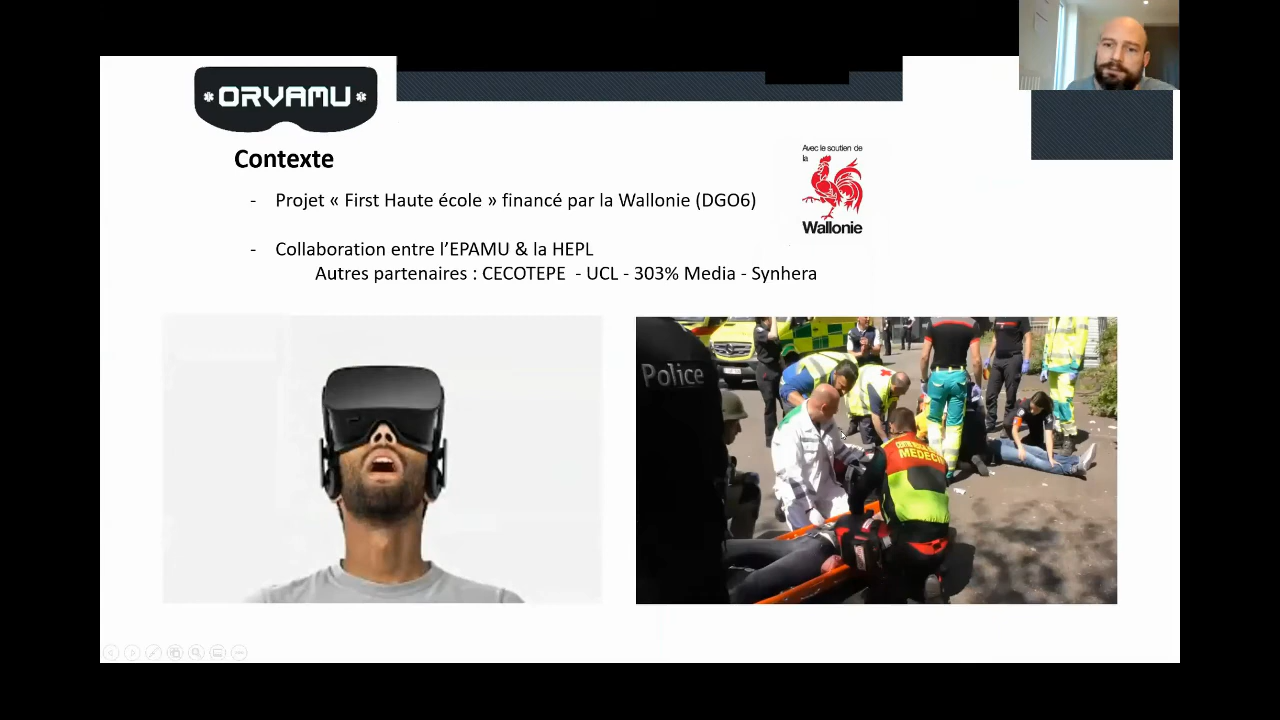 ORVAMU
Contexte
Avec le soutien de
la
Wallonie
- Projet « First Haute école » financé par la Wallonie (DGO6)
- Collaboration entre l’EPAMU & la HEPL
Autres partenaires : CECOTEPE - UCL - 303% Media - Synhera
Police
MEDECIN